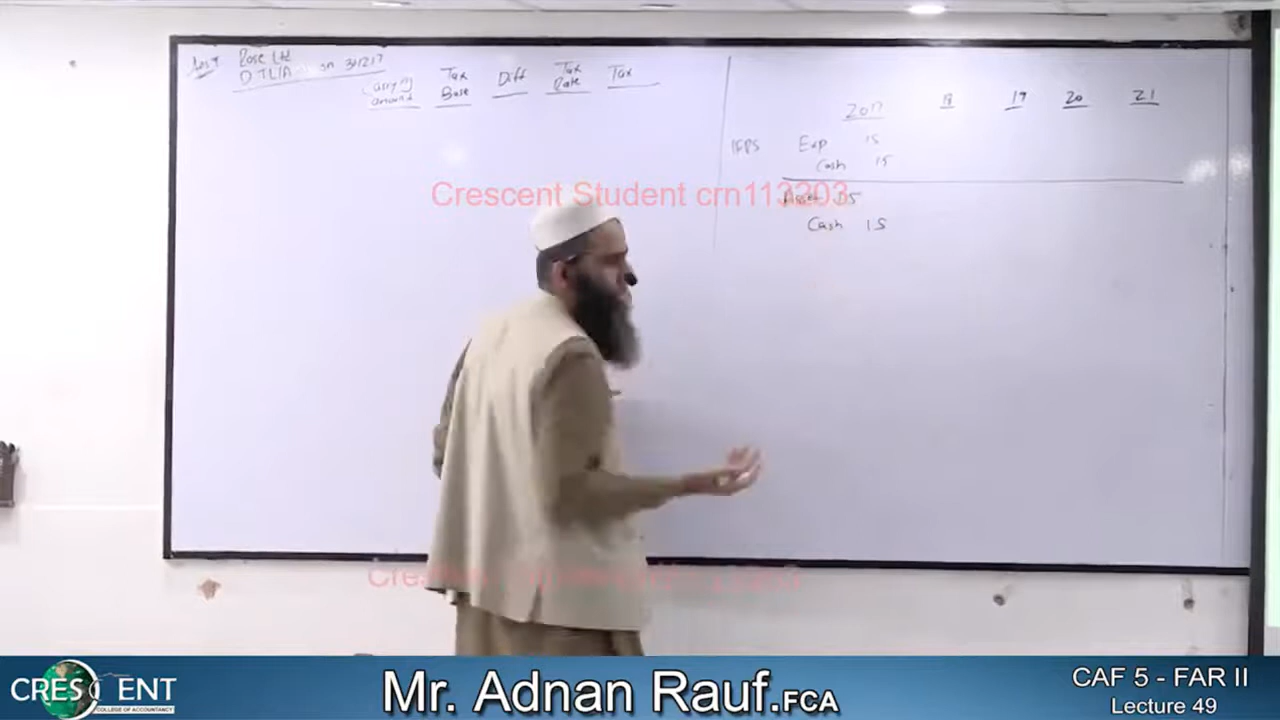 Ans
Rose Ltd
DTL/A on 31/12/17
Carrying amount
Tax Base
Diff
Tax Rate
Tax
2017 18 19 20 21
IFRS Exp 15
Cash 15
Asset 15
Cash 15
Crescent Student crn113203
CRESCENT
COLLEGE OF ACCOUNTANCY
Mr. Adnan Rauf.FCA
CAF 5 - FAR II
Lecture 49